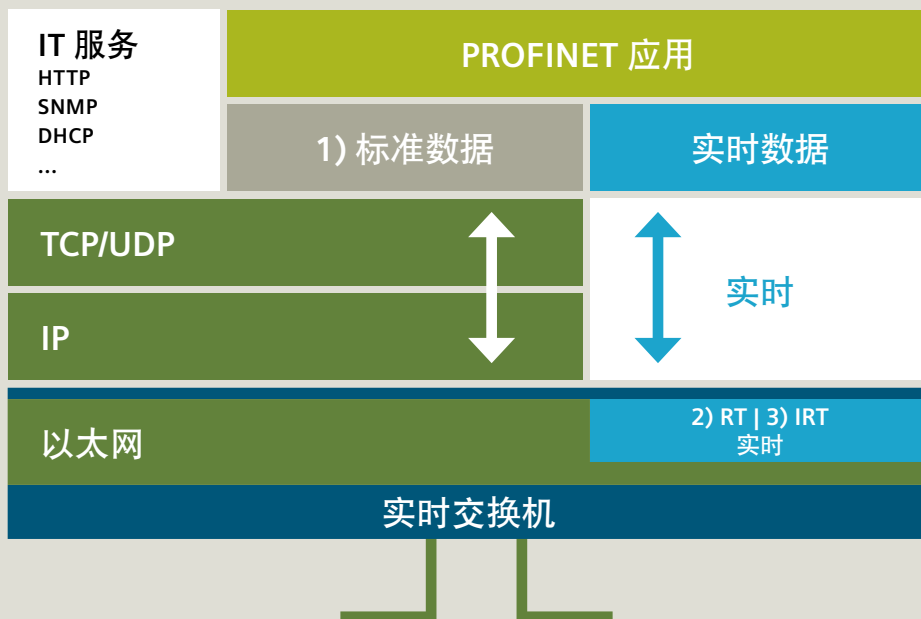 IT 服务
HTTP
SNMP
DHCP
...
PROFINET 应用
1) 标准数据
实时数据
TCP/UDP
IP
实时
以太网
2) RT | 3) IRT
实时
实时交换机